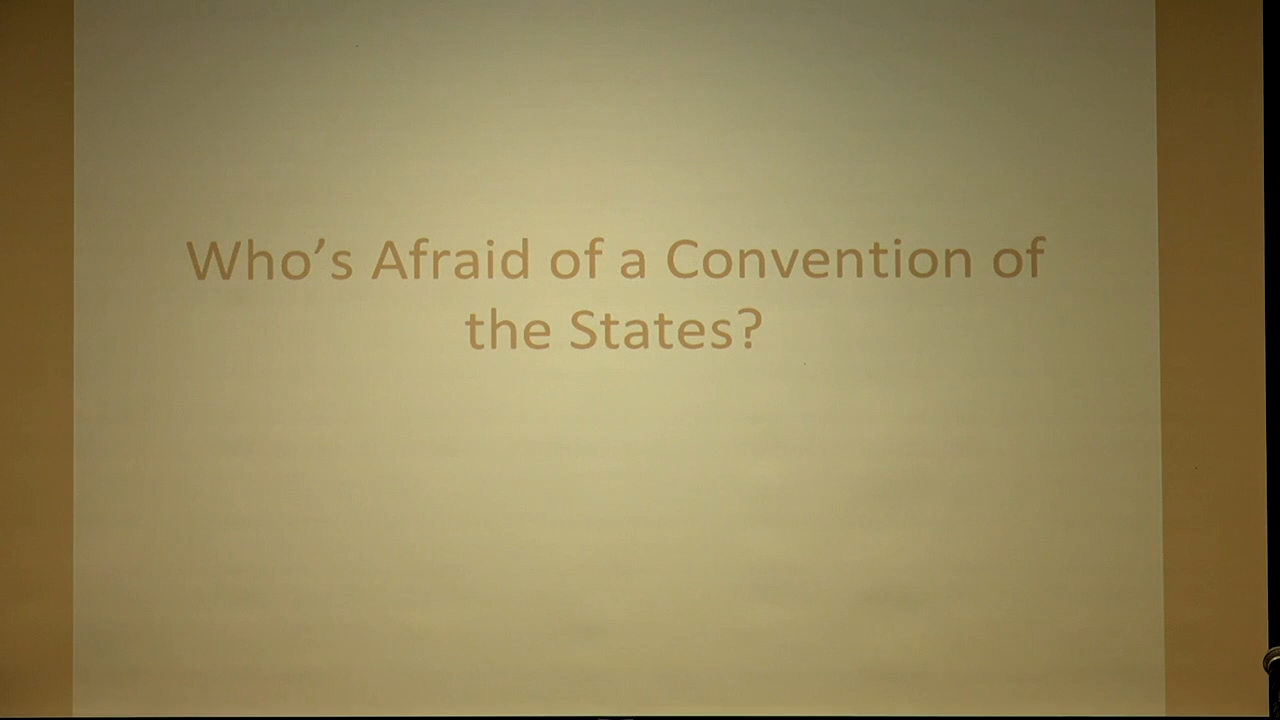 Who’s Afraid of a Convention of
the States?